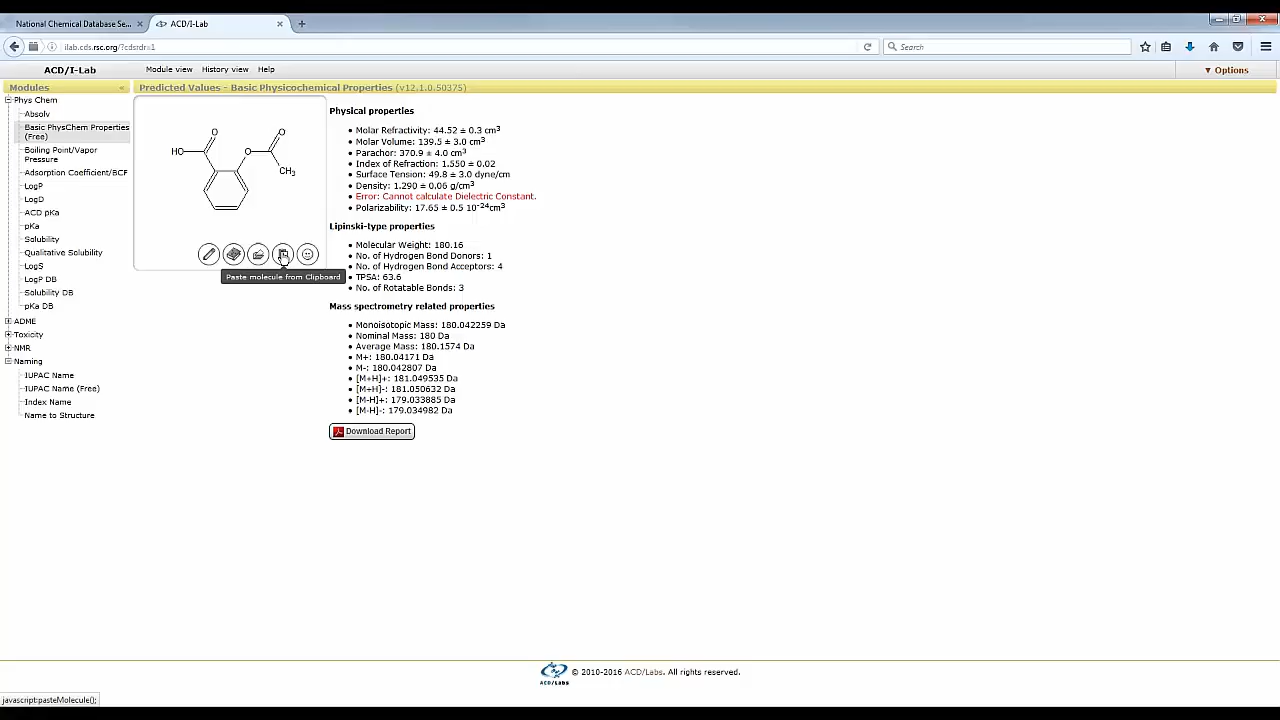 National Chemical Database Se...
ACD/I-Lab
ilab.cds.rsc.org/?cdsrdr=1
Search
ACD/I-Lab
Module view
History view
Help
▼ Options
Modules
«
Predicted Values - Basic Physicochemical Properties (v12.1.0.50375)
Phys Chem
Absolv
Basic PhysChem Properties
(Free)
Boiling Point/Vapor
Pressure
Adsorption Coefficient/BCF
LogP
LogD
ACD pKa
pKa
Solubility
Qualitative Solubility
LogS
LogP DB
Solubility DB
pKa DB
ADME
Toxicity
NMR
Naming
IUPAC Name
IUPAC Name (Free)
Index Name
Name to Structure
O
O
HO
O
CH₃
Paste molecule from Clipboard
Physical properties
• Molar Refractivity: 44.52 ± 0.3 cm³
• Molar Volume: 139.5 ± 3.0 cm³
• Parachor: 370.9 ± 4.0 cm³
• Index of Refraction: 1.550 ± 0.02
• Surface Tension: 49.8 ± 3.0 dyne/cm
• Density: 1.290 ± 0.06 g/cm³
• Error: Cannot calculate Dielectric Constant.
• Polarizability: 17.65 ± 0.5 10⁻²⁴cm³
Lipinski-type properties
• Molecular Weight: 180.16
• No. of Hydrogen Bond Donors: 1
• No. of Hydrogen Bond Acceptors: 4
• TPSA: 63.6
• No. of Rotatable Bonds: 3
Mass spectrometry related properties
• Monoisotopic Mass: 180.042259 Da
• Nominal Mass: 180 Da
• Average Mass: 180.1574 Da
• M+: 180.04171 Da
• M-: 180.042807 Da
• [M+H]+: 181.049535 Da
• [M+H]-: 181.050632 Da
• [M-H]+: 179.033885 Da
• [M-H]-: 179.034982 Da
Download Report
ACD/Labs
© 2010-2016 ACD/Labs. All rights reserved.
javascript:pasteMolecule();